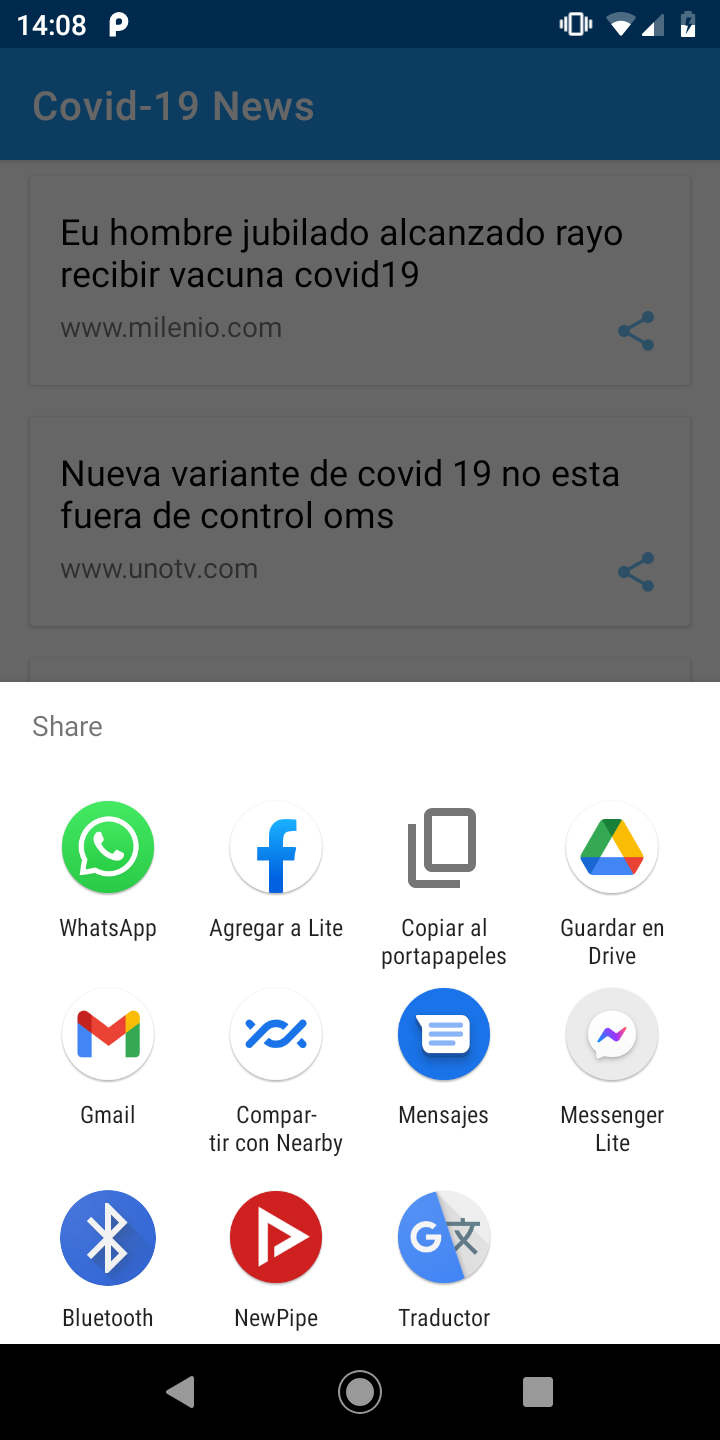 14:08
Covid-19 News
Eu hombre jubilado alcanzado rayo
recibir vacuna covid19
www.milenio.com
Nueva variante de covid 19 no esta
fuera de control oms
www.unotv.com
Share
WhatsApp
Agregar a Lite
Copiar al
portapapeles
Guardar en
Drive
Gmail
Compar-
tir con Nearby
Mensajes
Messenger
Lite
Bluetooth
NewPipe
Traductor